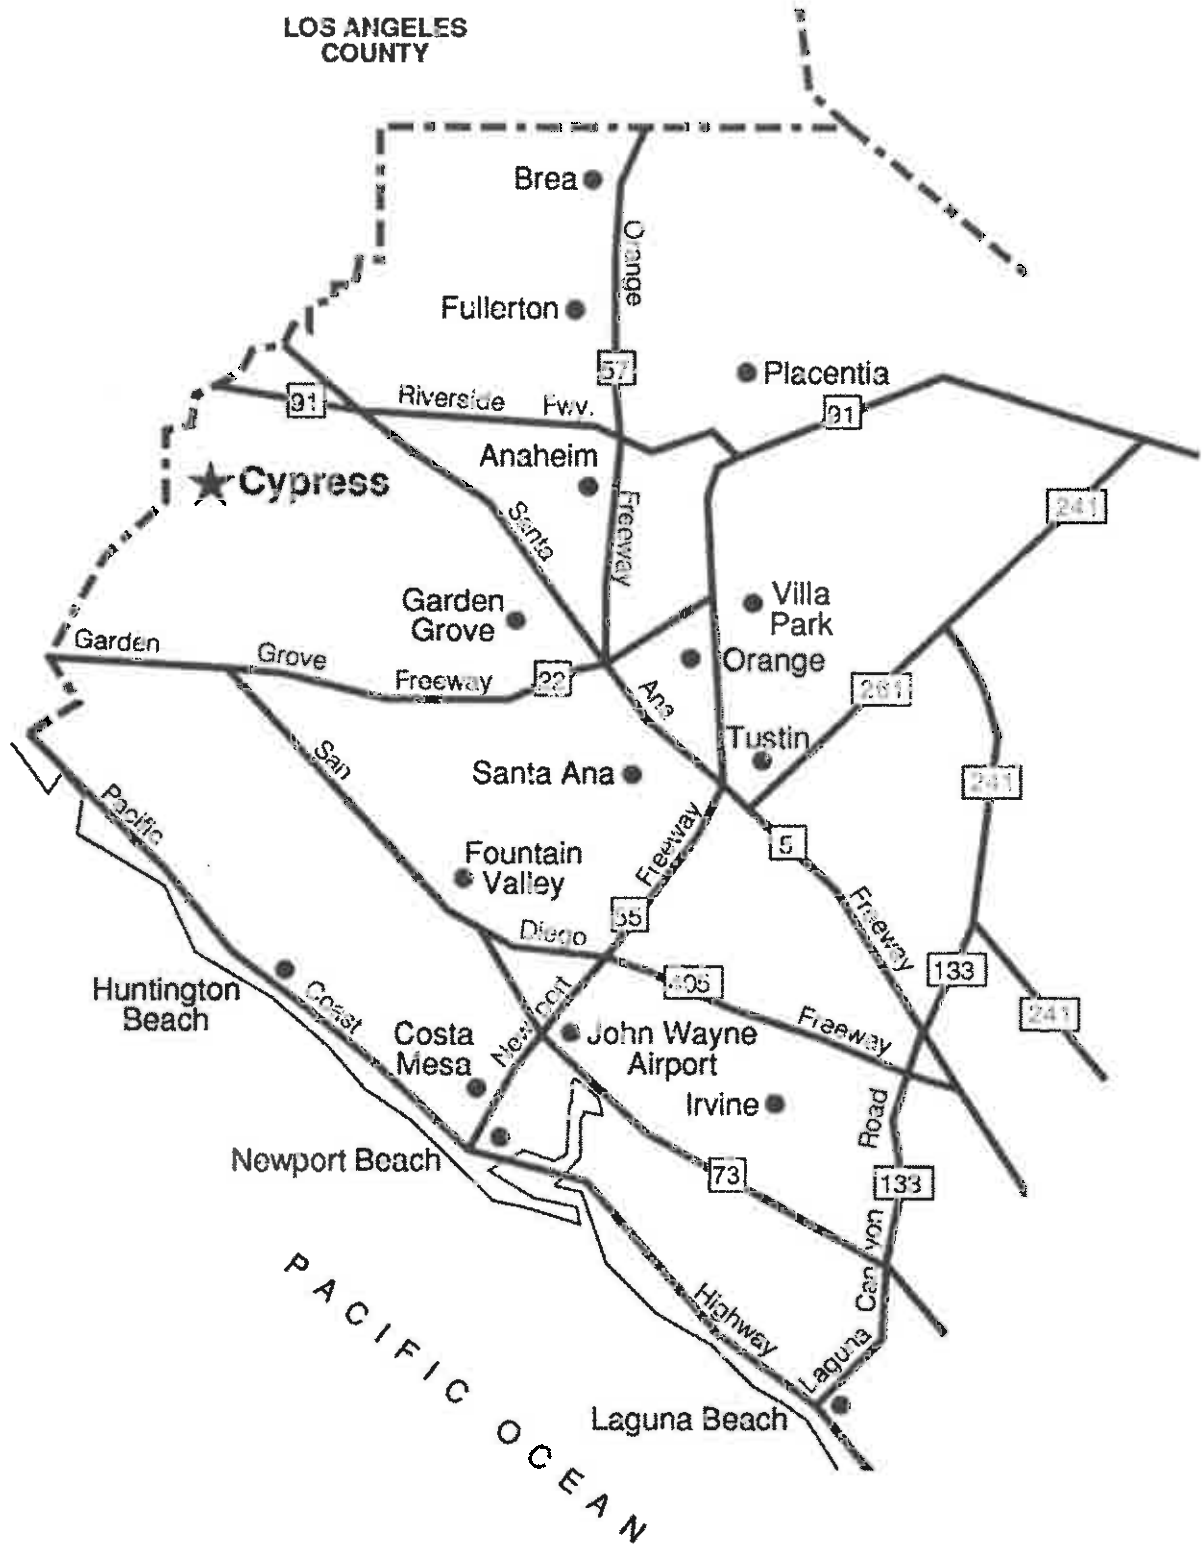 LOS ANGELES
COUNTY
Brea
Orange
Fullerton
57
Placentia
91
Riverside Fwy.
91
Anaheim
Cypress
Freeway
241
Santa
Garden
Grove
Villa
Park
Garden
Grove
Freeway
22
Orange
Ana
261
Tustin
San
Santa Ana
241
Pacific
5
Freeway
Fountain
Valley
Freeway
55
Diego
133
405
Huntington
Beach
Coast
Newport
241
Freeway
Costa
Mesa
John Wayne
Airport
Irvine
Road
Newport Beach
73
133
Canyon
PACIFIC OCEAN
Highway
Laguna
Laguna Beach